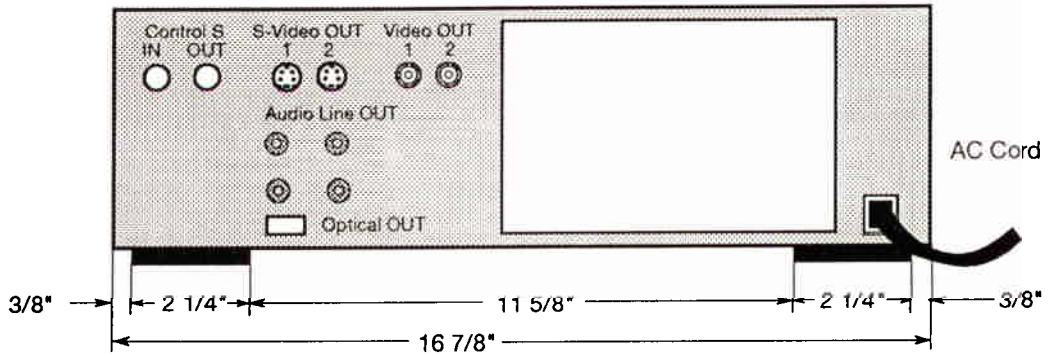 Control S S-Video OUT Video OUT
IN OUT 1 2 1 2
Audio Line OUT
AC Cord
Optical OUT
3/8" 2 1/4" 11 5/8" 2 1/4" 3/8"
16 7/8"